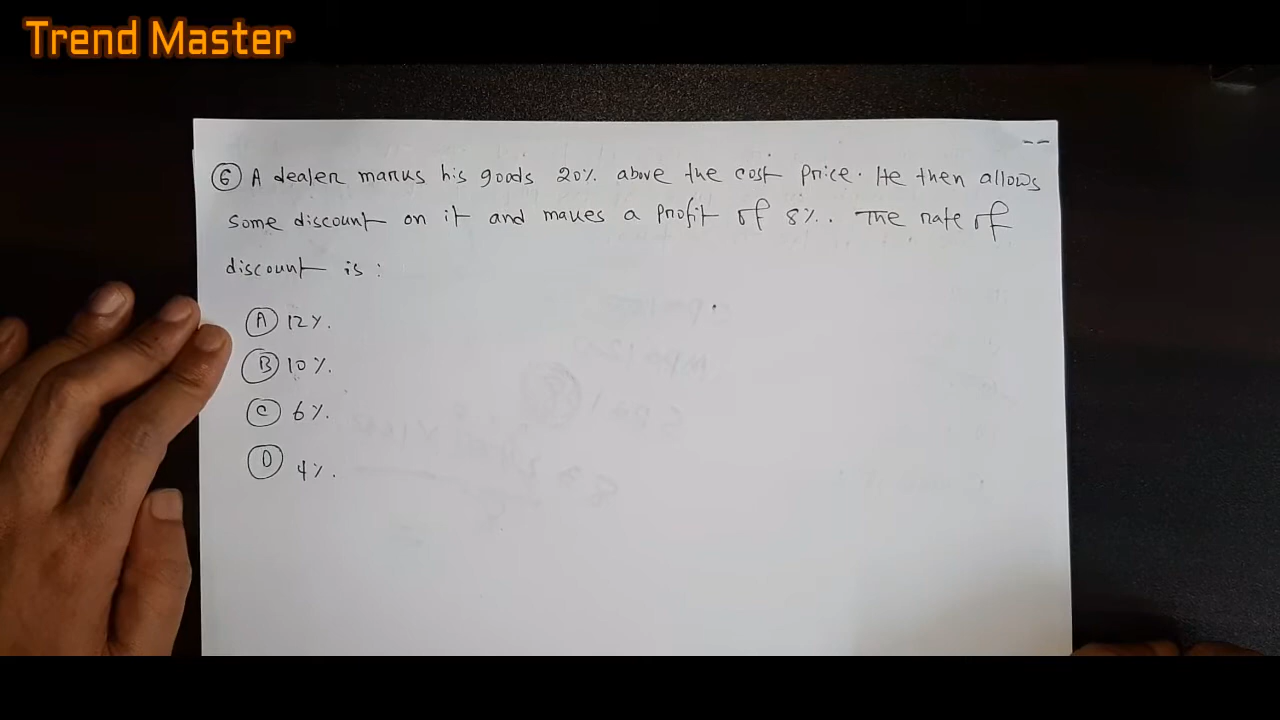 Trend Master
6 A dealer marks his goods 20% above the cost price. He then allows
some discount on it and makes a profit of 8%. The rate of
discount is :
A 12%.
B 10%.
C 6%.
D 4%.